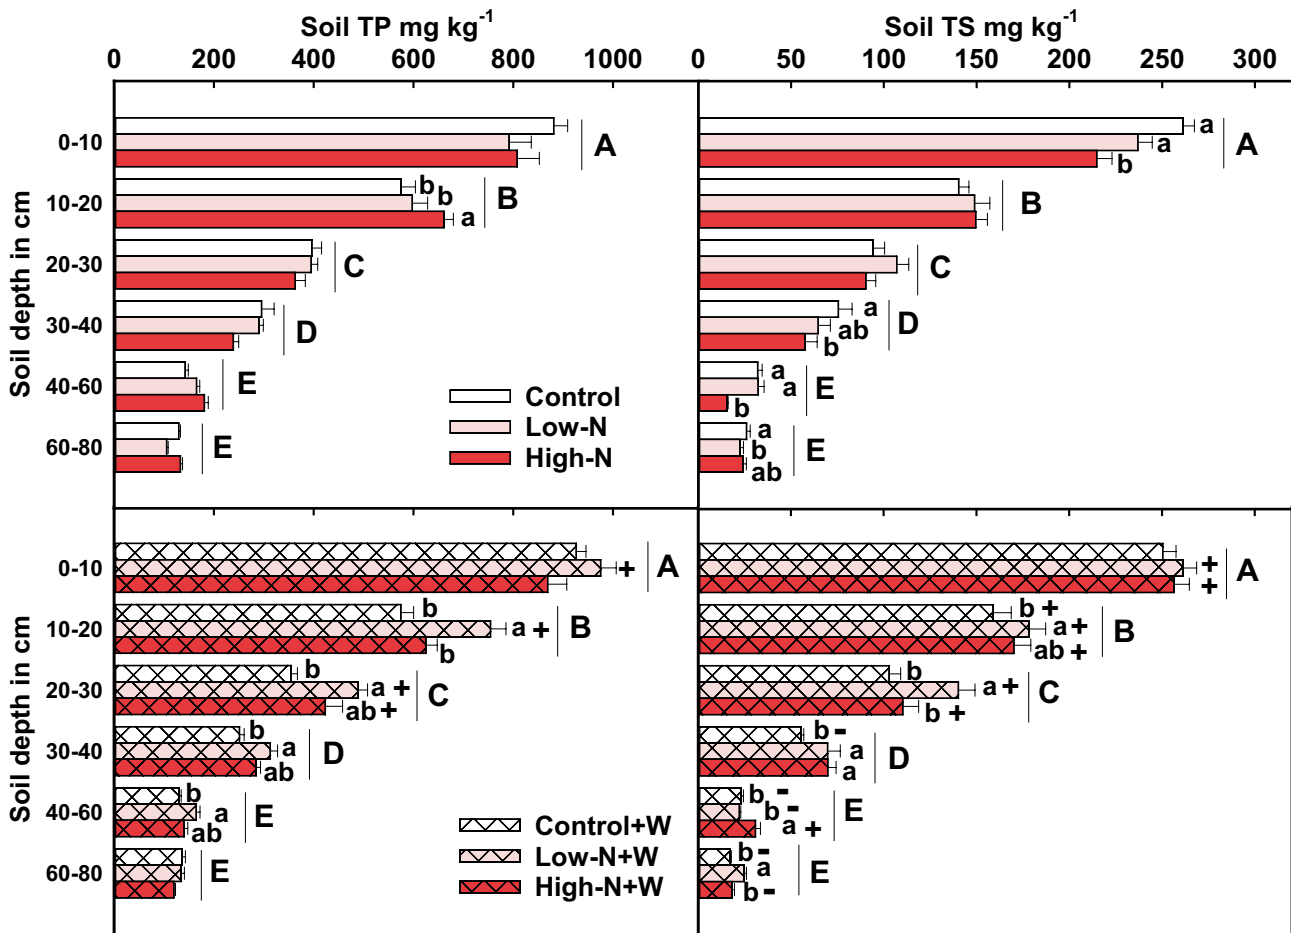 Soil TP mg kg-1
Soil TS mg kg-1
0 200 400 600 800 1000
0 50 100 150 200 250 300
Soil depth in cm
0-10
A
a
a
b
A
10-20
b
b
a
B
B
20-30
C
C
30-40
D
a
ab
b
D
40-60
E
a
a
b
E
60-80
E
a
b
ab
E
Control
Low-N
High-N
Soil depth in cm
0-10
+
A
+
+
A
10-20
b
a +
b
B
b +
a +
ab +
B
20-30
b
a +
ab +
C
b
a +
b +
C
30-40
b
a
ab
D
b -
a
a
D
40-60
b
a
ab
E
b -
b -
a +
E
60-80
E
b -
a
b -
E
Control+W
Low-N+W
High-N+W